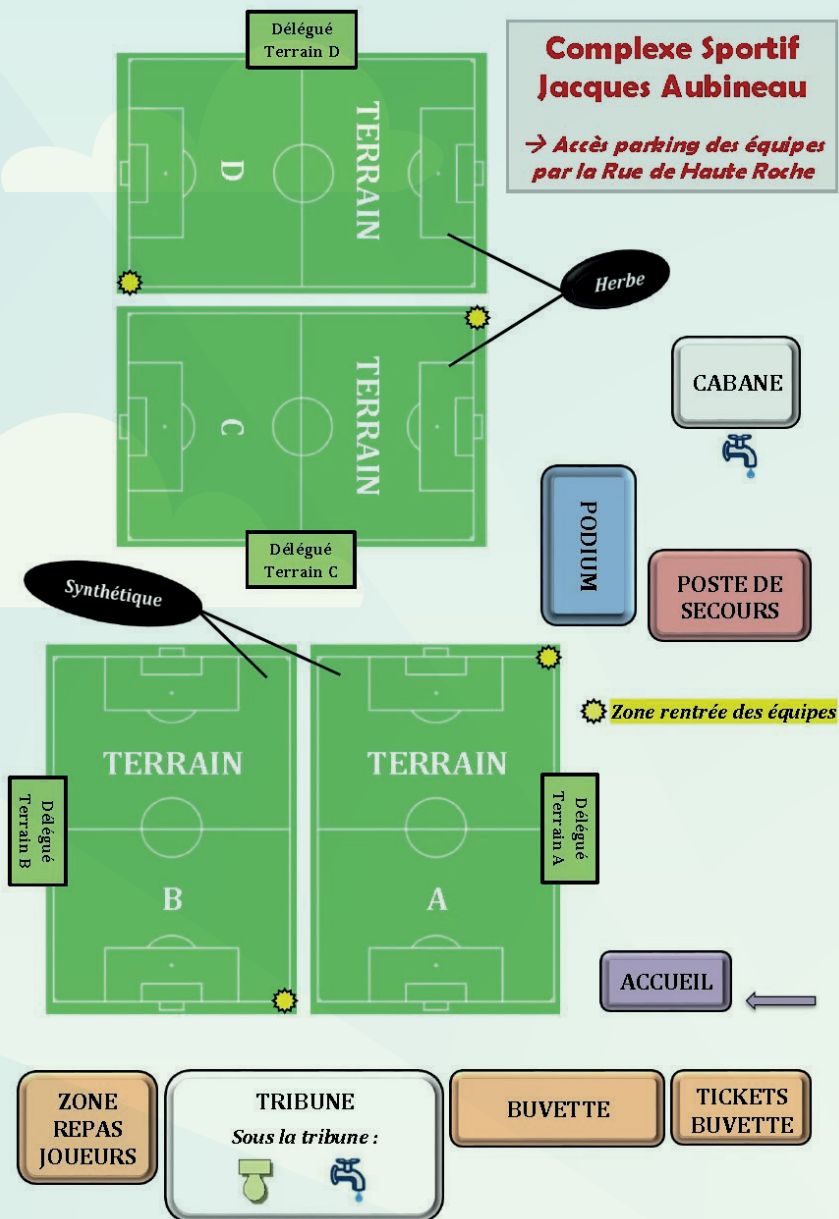 Délégué
Terrain D
Complexe Sportif
Jacques Aubineau
→ Accès parking des équipes
par la Rue de Haute Roche
TERRAIN
D
Herbe
TERRAIN
C
CABANE
Délégué
Terrain C
PODIUM
POSTE DE
SECOURS
Synthétique
Zone rentrée des équipes
TERRAIN
B
TERRAIN
A
Délégué
Terrain B
Délégué
Terrain A
ACCUEIL
ZONE
REPAS
JOUEURS
TRIBUNE
Sous la tribune :
BUVETTE
TICKETS
BUVETTE